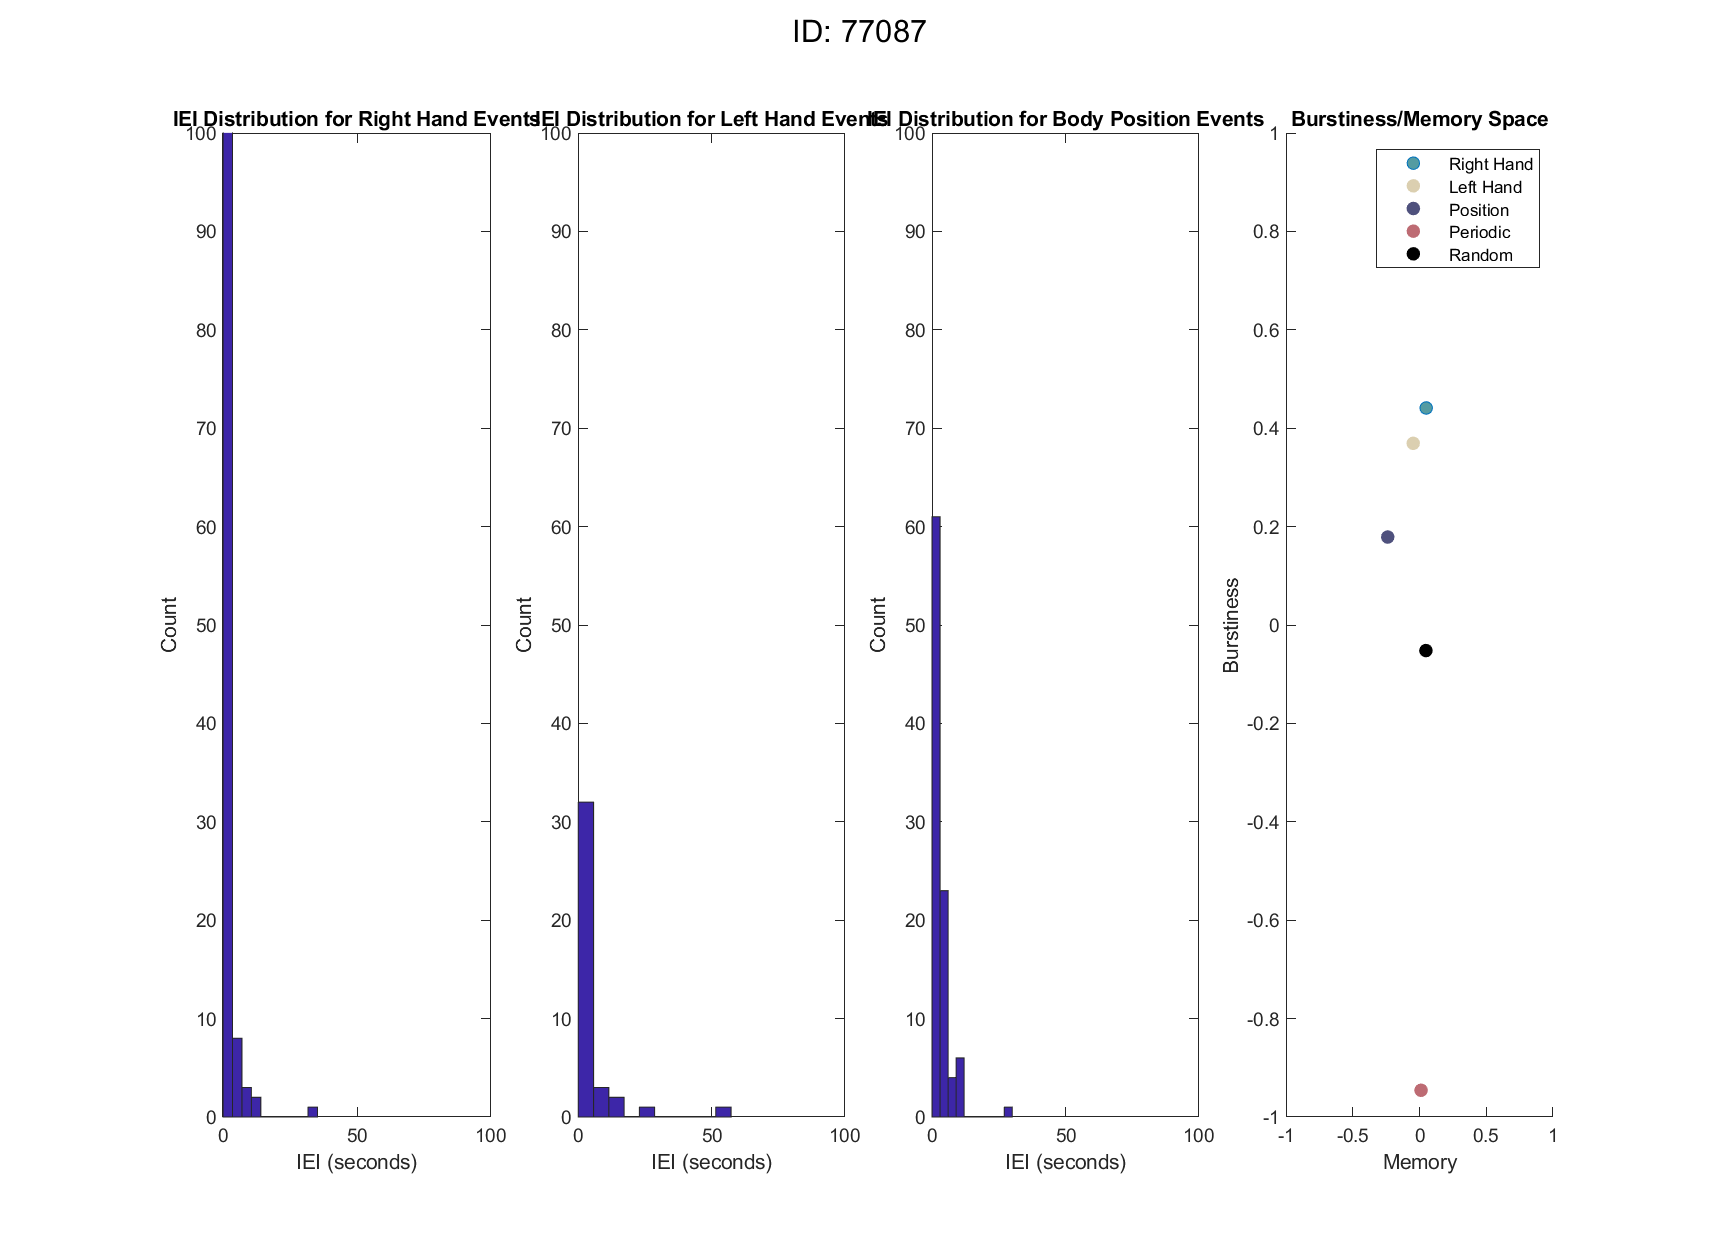 ID: 77087
IEI Distribution for Right Hand Events
100
90
80
70
60
50
40
30
20
10
0
Count
0 50 100
IEI (seconds)
IEI Distribution for Left Hand Events
100
90
80
70
60
50
40
30
20
10
0
Count
0 50 100
IEI (seconds)
IEI Distribution for Body Position Events
100
90
80
70
60
50
40
30
20
10
0
Count
0 50 100
IEI (seconds)
Burstiness/Memory Space
1
0.8
0.6
0.4
0.2
0
-0.2
-0.4
-0.6
-0.8
-1
Burstiness
Right Hand
Left Hand
Position
Periodic
Random
-1 -0.5 0 0.5 1
Memory